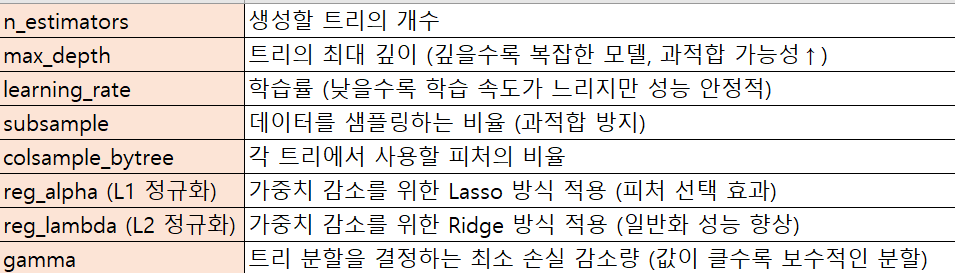 n_estimators 생성할 트리의 개수
max_depth 트리의 최대 깊이 (깊을수록 복잡한 모델, 과적합 가능성↑)
learning_rate 학습률 (낮을수록 학습 속도가 느리지만 성능 안정적)
subsample 데이터를 샘플링하는 비율 (과적합 방지)
colsample_bytree 각 트리에서 사용할 피처의 비율
reg_alpha (L1 정규화) 가중치 감소를 위한 Lasso 방식 적용 (피처 선택 효과)
reg_lambda (L2 정규화) 가중치 감소를 위한 Ridge 방식 적용 (일반화 성능 향상)
gamma 트리 분할을 결정하는 최소 손실 감소량 (값이 클수록 보수적인 분할)